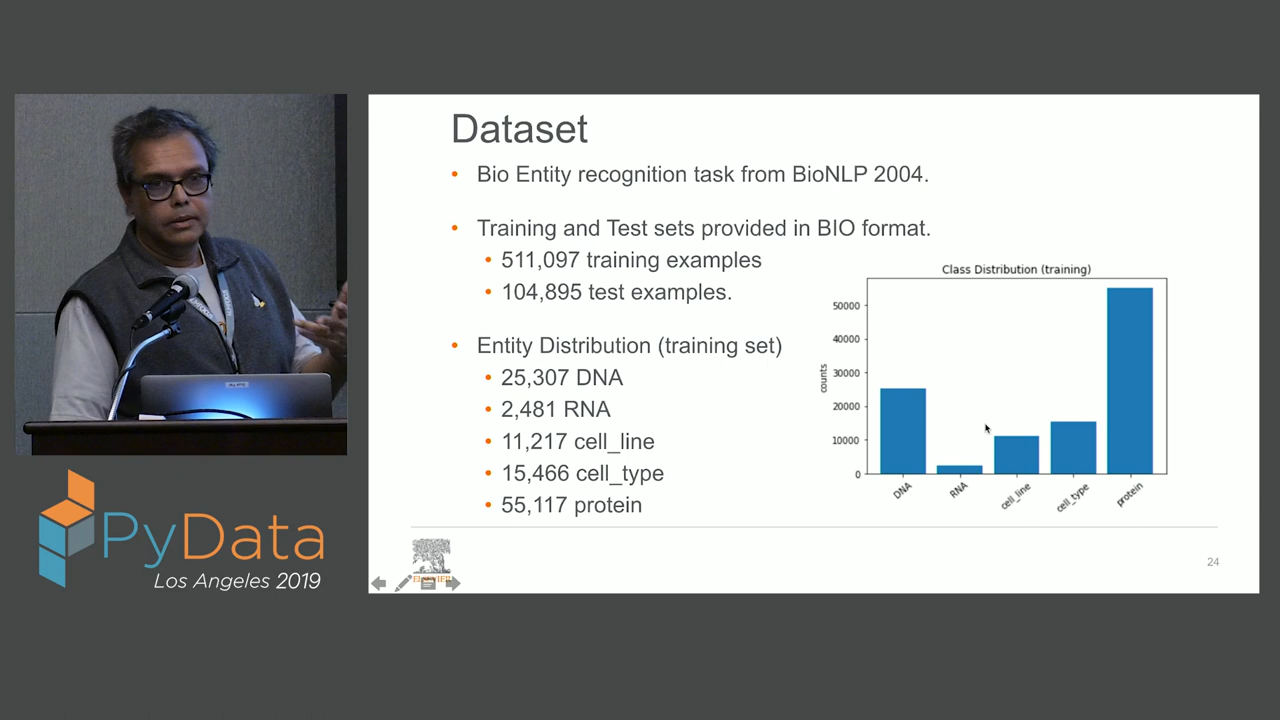 Dataset
• Bio Entity recognition task from BioNLP 2004.
• Training and Test sets provided in BIO format.
• 511,097 training examples
• 104,895 test examples.
• Entity Distribution (training set)
• 25,307 DNA
• 2,481 RNA
• 11,217 cell_line
• 15,466 cell_type
• 55,117 protein
Class Distribution (training)
counts
50000
40000
30000
20000
10000
0
DNA
RNA
cell_line
cell_type
protein
ELSEVIER
24
PyData
Los Angeles 2019